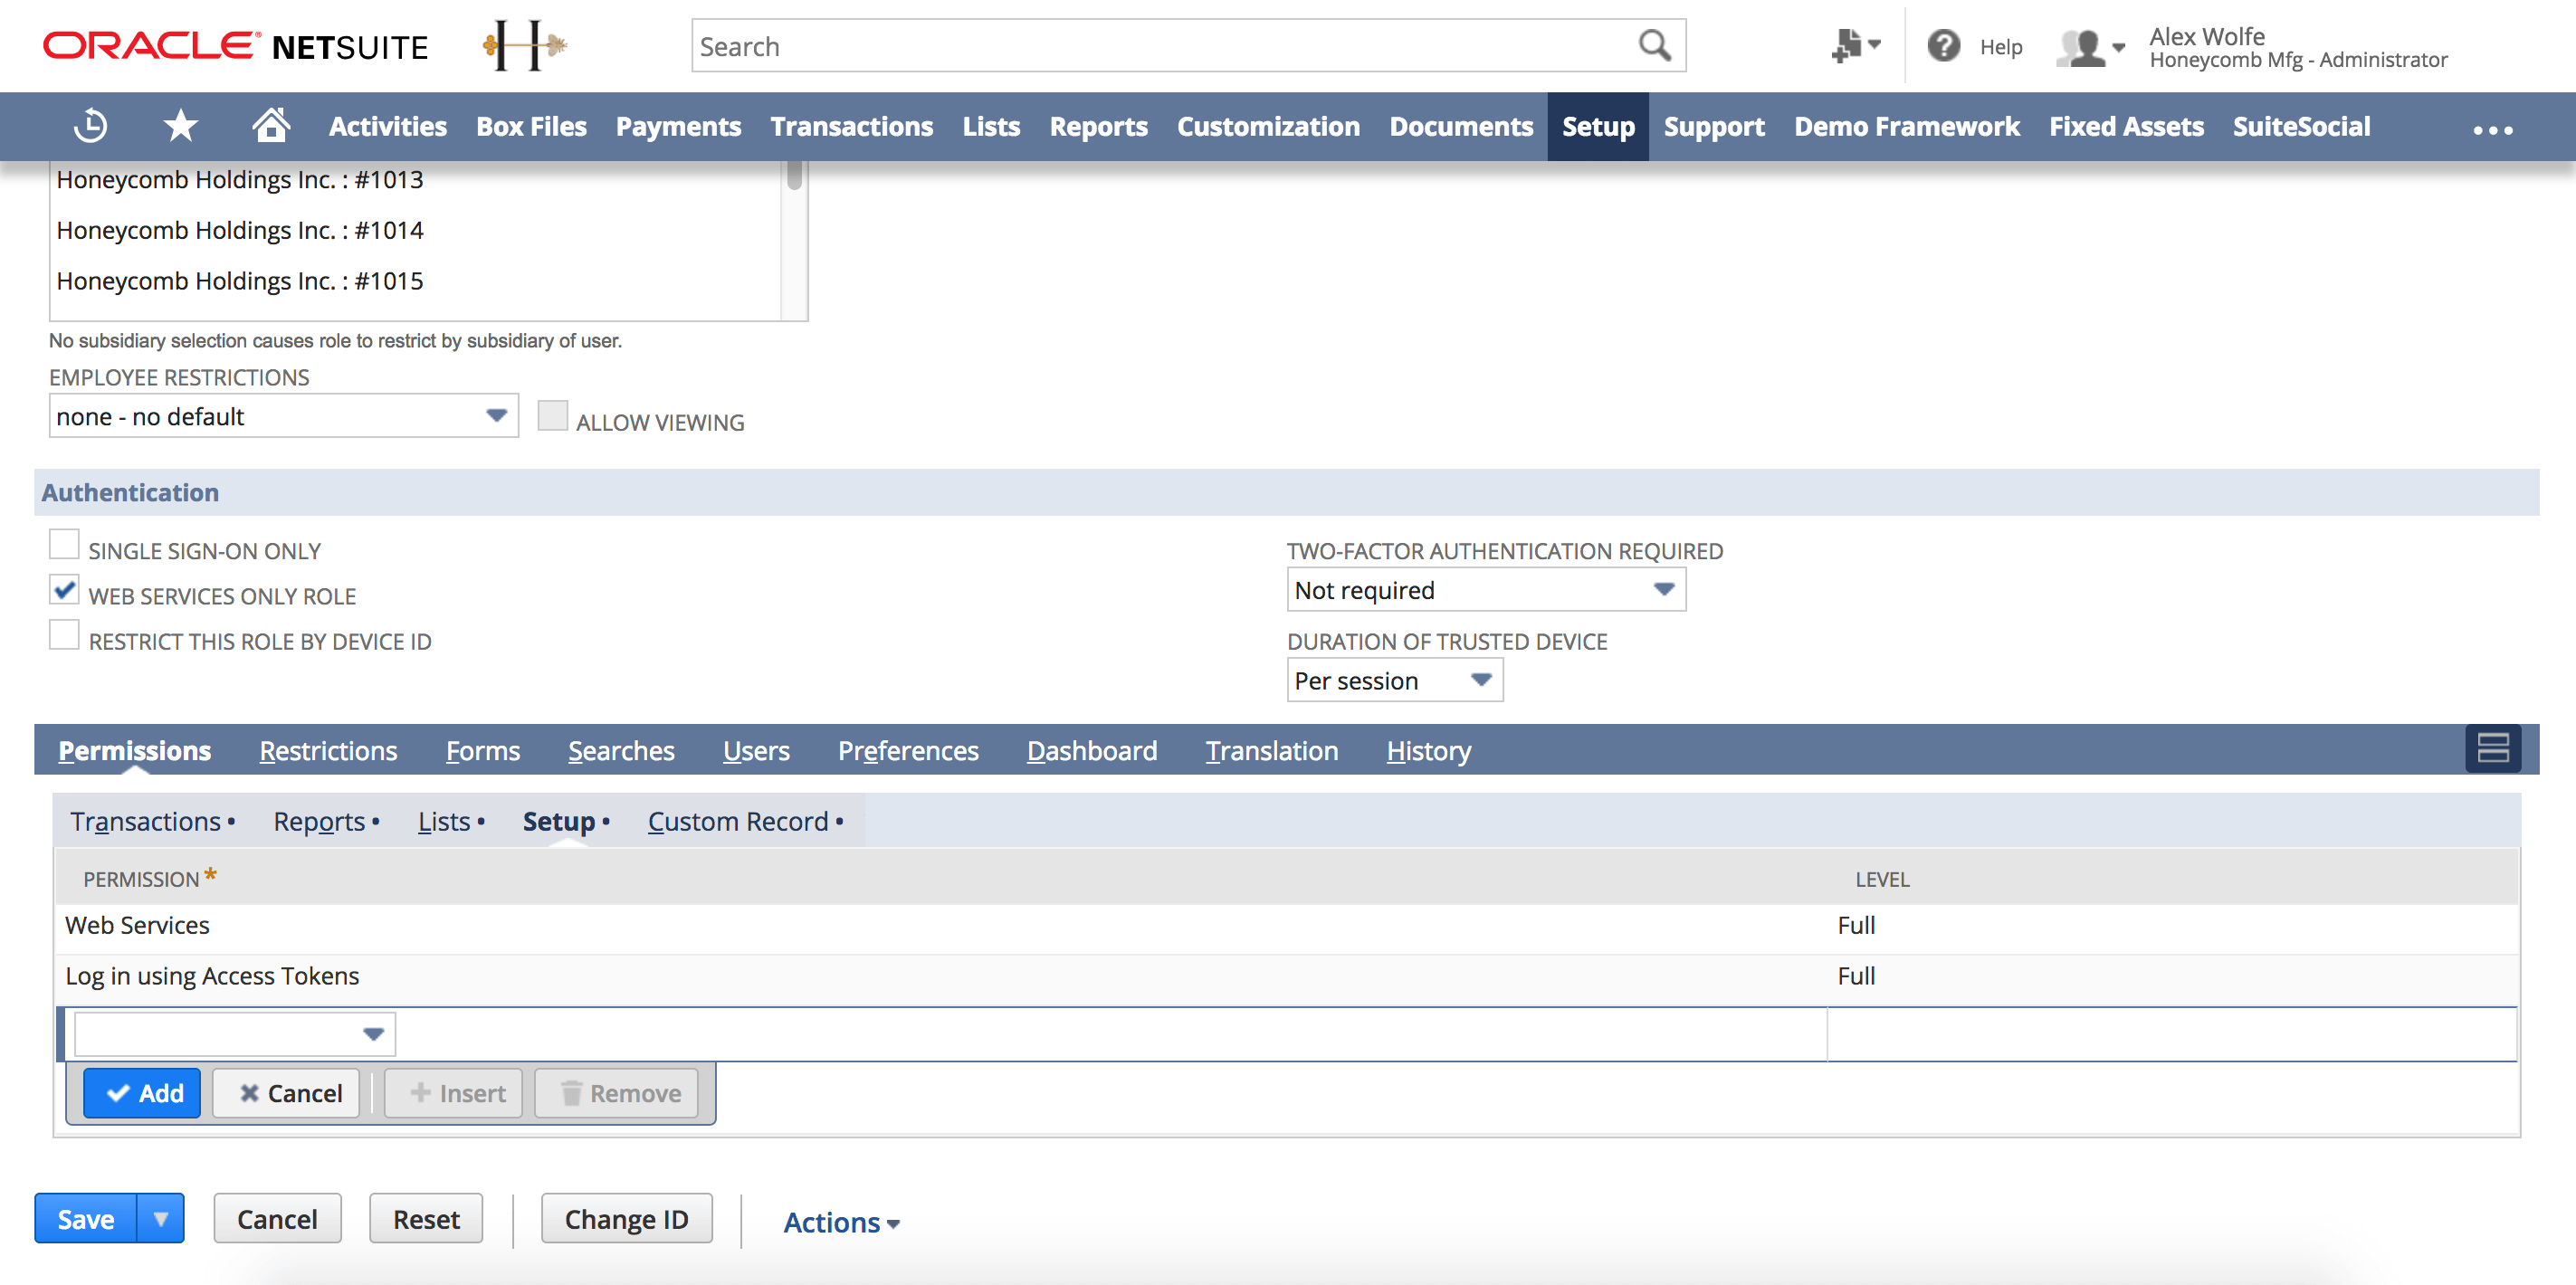 ORACLE® NETSUITE
H
Search
Help
Alex Wolfe
Honeycomb Mfg - Administrator
Activities Box Files Payments Transactions Lists Reports Customization Documents Setup Support Demo Framework Fixed Assets SuiteSocial
Honeycomb Holdings Inc. : #1013
Honeycomb Holdings Inc. : #1014
Honeycomb Holdings Inc. : #1015
No subsidiary selection causes role to restrict by subsidiary of user.
EMPLOYEE RESTRICTIONS
none - no default
ALLOW VIEWING
Authentication
SINGLE SIGN-ON ONLY
WEB SERVICES ONLY ROLE
RESTRICT THIS ROLE BY DEVICE ID
TWO-FACTOR AUTHENTICATION REQUIRED
Not required
DURATION OF TRUSTED DEVICE
Per session
Permissions Restrictions Forms Searches Users Preferences Dashboard Translation History
Transactions • Reports • Lists • Setup • Custom Record •
PERMISSION * LEVEL
Web Services Full
Log in using Access Tokens Full
Add Cancel Insert Remove
Save Cancel Reset Change ID Actions